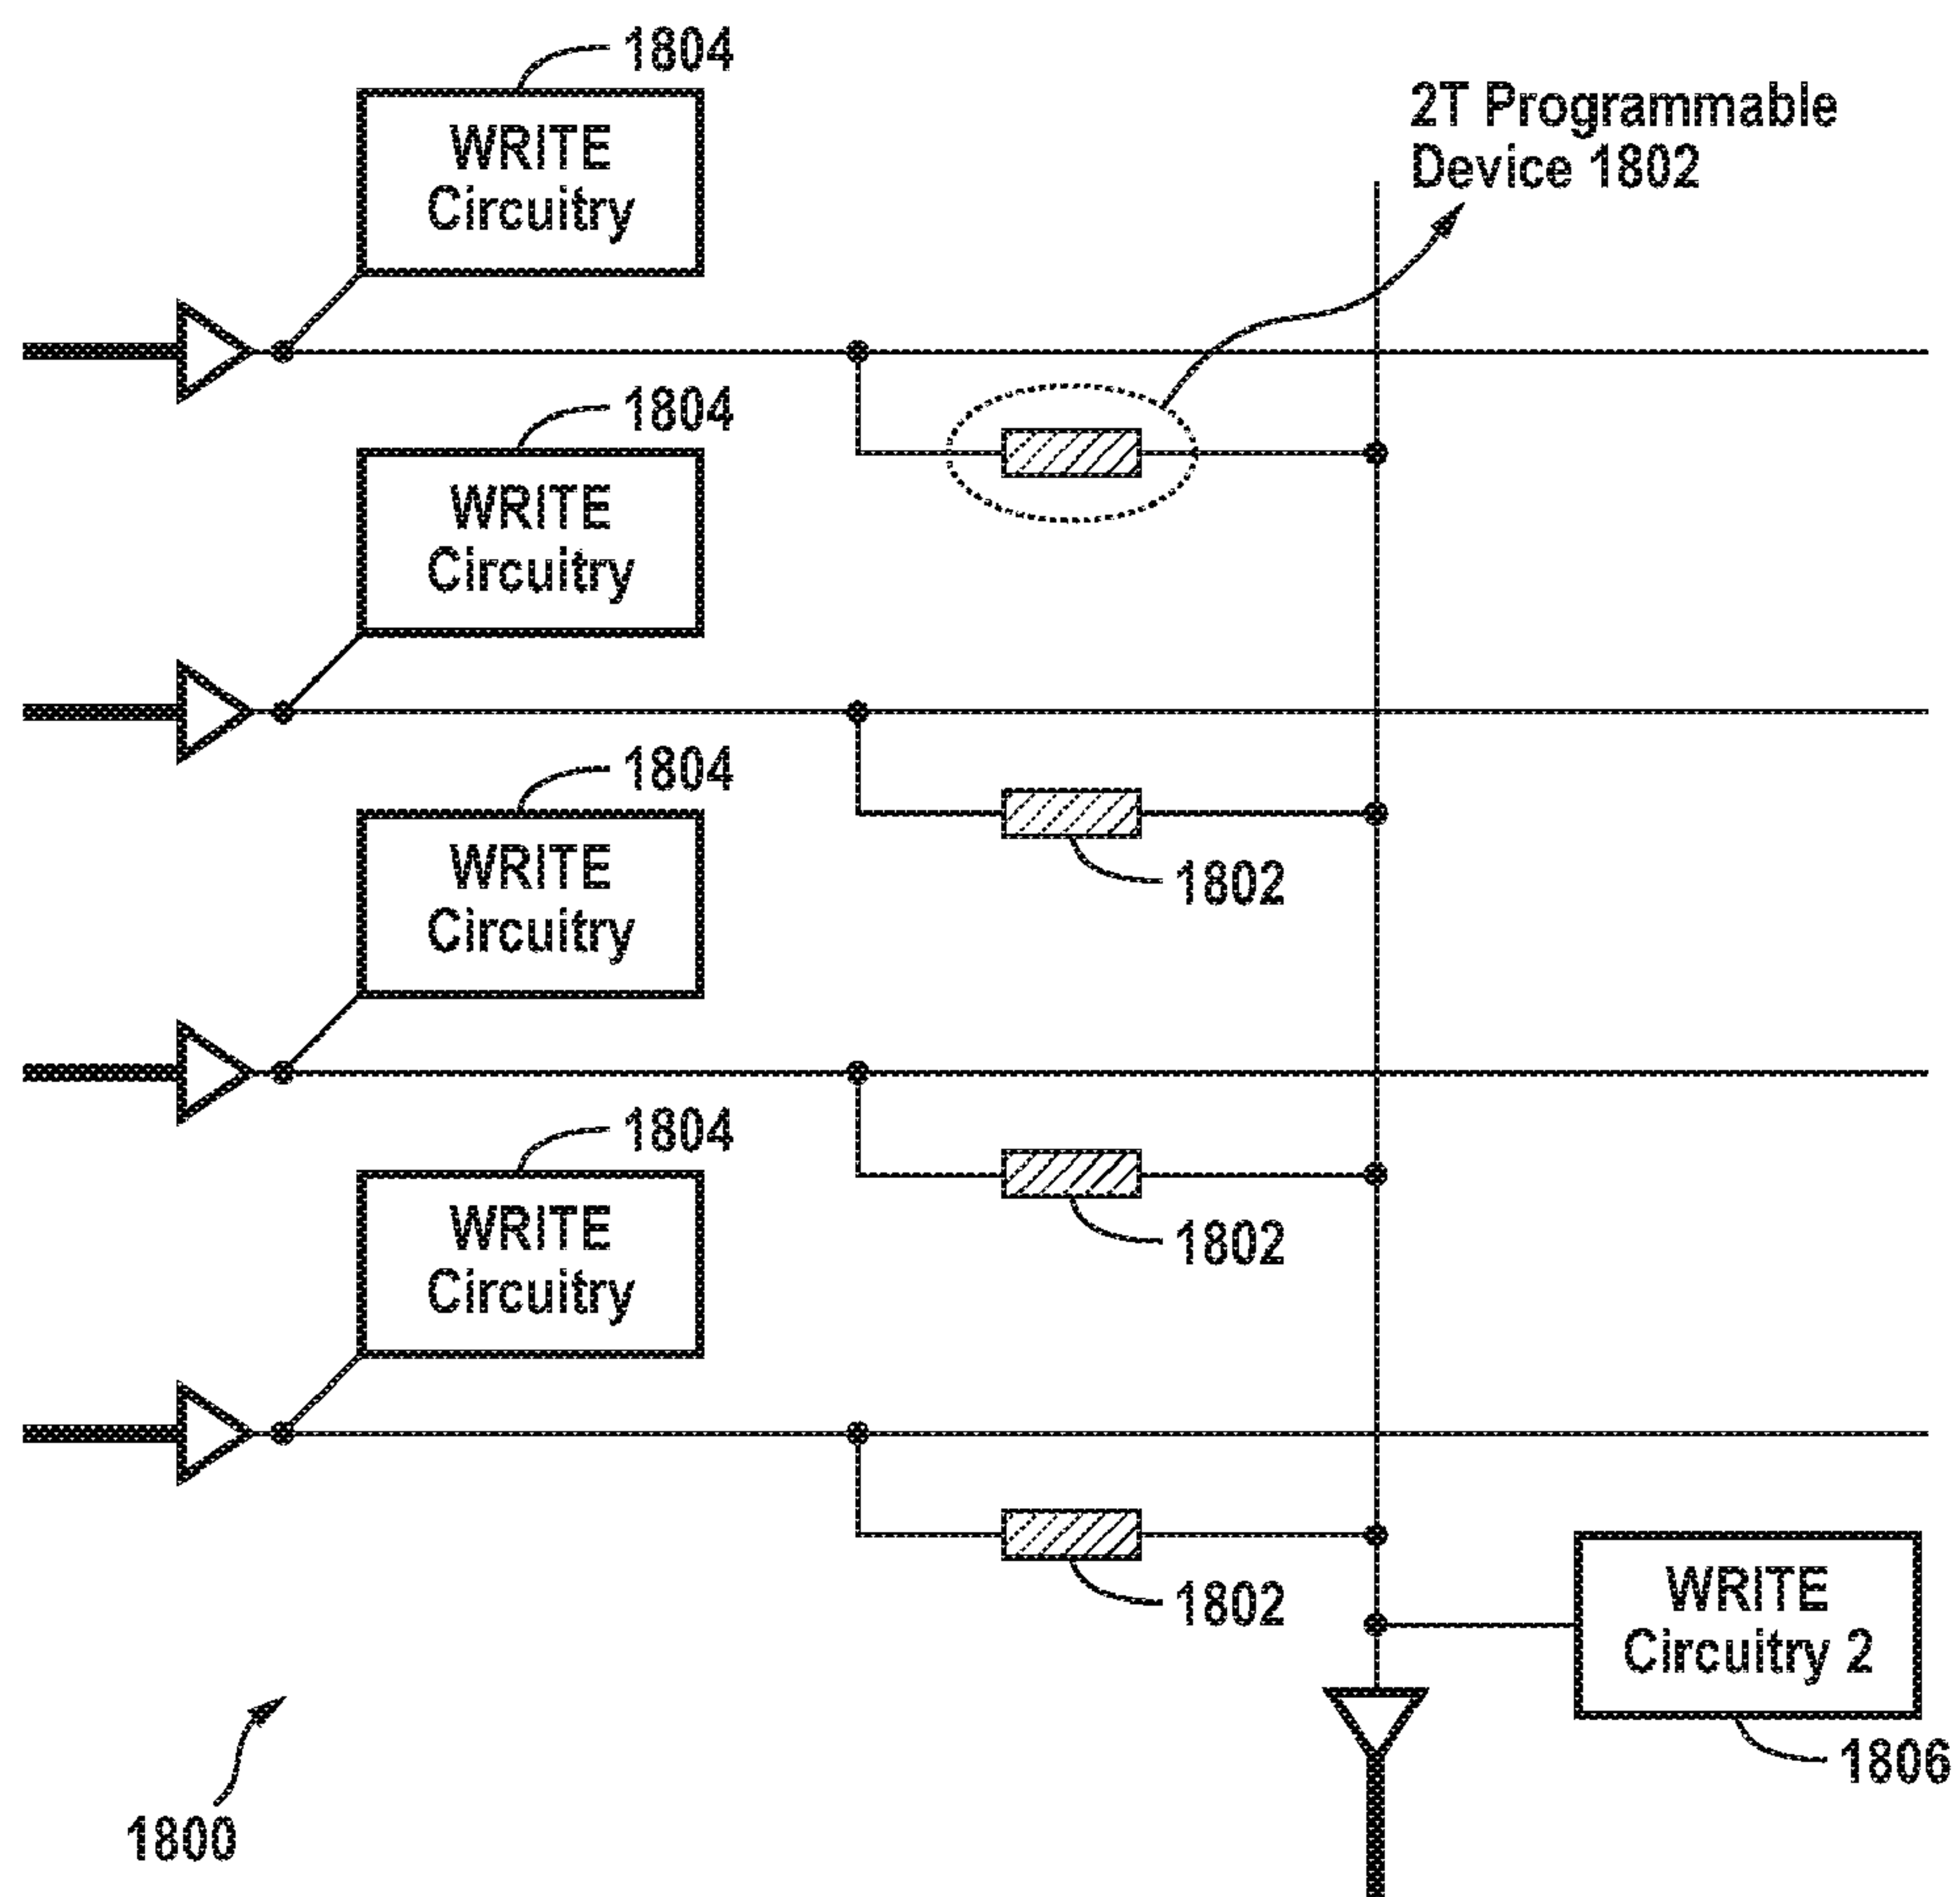 1804
WRITE
Circuitry
2T Programmable
Device 1802
1804
WRITE
Circuitry
1804
WRITE
Circuitry
1802
1804
WRITE
Circuitry
1802
1802
WRITE
Circuitry 2
1806
1800